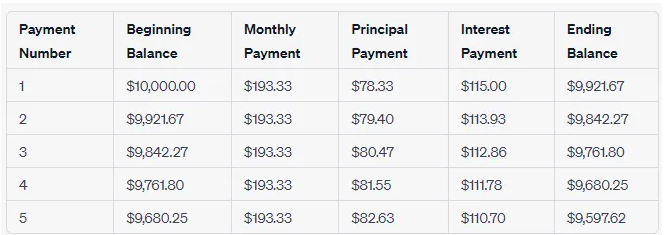 Payment Number Beginning Balance Monthly Payment Principal Payment Interest Payment Ending Balance
1 $10,000.00 $193.33 $78.33 $115.00 $9,921.67
2 $9,921.67 $193.33 $79.40 $113.93 $9,842.27
3 $9,842.27 $193.33 $80.47 $112.86 $9,761.80
4 $9,761.80 $193.33 $81.55 $111.78 $9,680.25
5 $9,680.25 $193.33 $82.63 $110.70 $9,597.62